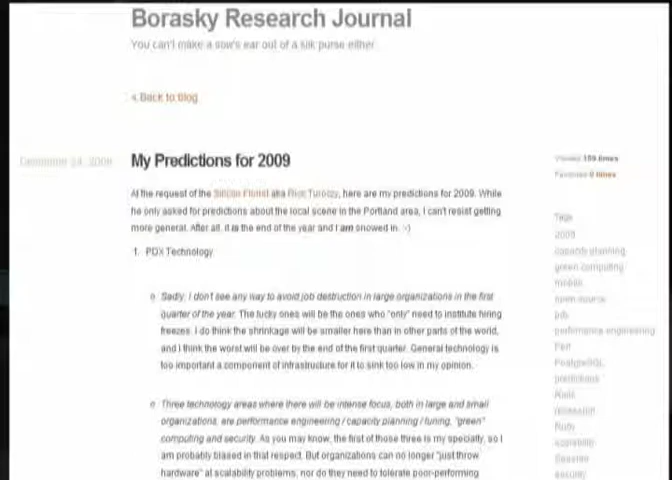 Borasky Research Journal
You can't make a sow's ear out of a silk purse either
< Back to Blog
December 24, 2008
My Predictions for 2009
Viewed 159 times
Favorited 0 times
At the request of the Silicon Florist aka Rick Turoczy, here are my predictions for 2009. While
he only asked for predictions about the local scene in the Portland area, I can't resist getting
more general. After all, it is the end of the year and I am snowed in. :-)
1. PDX Technology
Sadly, I don't see any way to avoid job destruction in large organizations in the first
quarter of the year. The lucky ones will be the ones who "only" need to institute hiring
freezes. I do think the shrinkage will be smaller here than in other parts of the world,
and I think the worst will be over by the end of the first quarter. General technology is
too important a component of infrastructure for it to sink too low in my opinion.
Three technology areas where there will be intense focus, both in large and small
organizations, are performance engineering / capacity planning / tuning, "green"
computing and security. As you may know, the first of those three is my specialty, so I
am probably biased in that respect. But organizations can no longer "just throw
hardware" at scalability problems, nor do they need to tolerate poor-performing
Tags
2009
capacity planning
green computing
mobile
open source
pdx
performance engineering
Perl
PostgreSQL
predictions
Rails
recession
Ruby
scalability
security